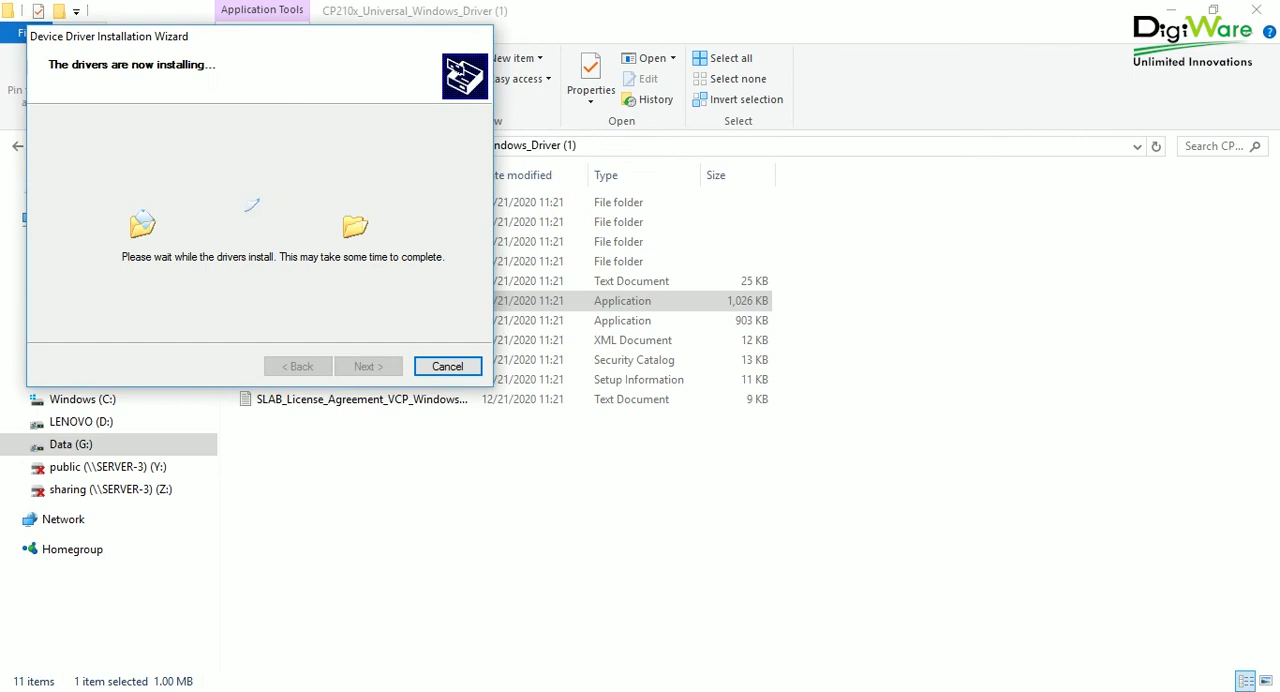 Application Tools
CP210x_Universal_Windows_Driver (1)
DigiWare
Unlimited Innovations
Fi
?
Device Driver Installation Wizard
The drivers are now installing...
Please wait while the drivers install. This may take some time to complete.
< Back
Next >
Cancel
Pin
a
New item
Easy access
w
Properties
Open
Edit
History
Open
Select all
Select none
Invert selection
Select
ndows_Driver (1)
Search CP...
te modified Type Size
/21/2020 11:21 File folder
/21/2020 11:21 File folder
/21/2020 11:21 File folder
/21/2020 11:21 File folder
/21/2020 11:21 Text Document 25 KB
/21/2020 11:21 Application 1,026 KB
/21/2020 11:21 Application 903 KB
/21/2020 11:21 XML Document 12 KB
/21/2020 11:21 Security Catalog 13 KB
/21/2020 11:21 Setup Information 11 KB
SLAB_License_Agreement_VCP_Windows... 12/21/2020 11:21 Text Document 9 KB
Windows (C:)
LENOVO (D:)
Data (G:)
public (\\SERVER-3) (Y:)
sharing (\\SERVER-3) (Z:)
Network
Homegroup
11 items 1 item selected 1.00 MB